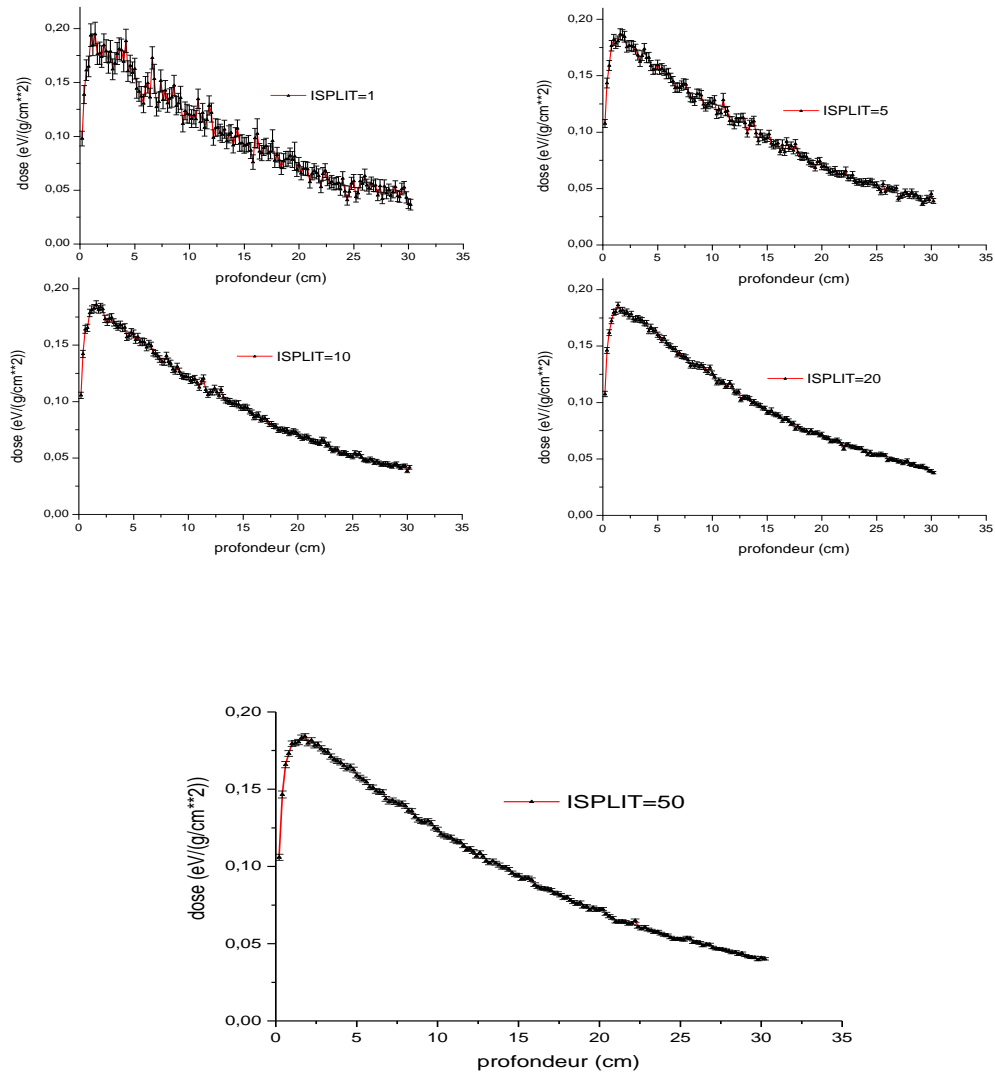 0,20
0,15
0,10
0,05
0,00
dose (eV/(g/cm**2))
ISPLIT=1
0 5 10 15 20 25 30 35
profondeur (cm)
0,20
0,15
0,10
0,05
0,00
dose (eV/(g/cm**2))
ISPLIT=5
0 5 10 15 20 25 30 35
profondeur (cm)
0,20
0,15
0,10
0,05
0,00
dose (eV/(g/cm**2))
ISPLIT=10
0 5 10 15 20 25 30 35
profondeur (cm)
0,20
0,15
0,10
0,05
0,00
dose (eV/(g/cm**2))
ISPLIT=20
0 5 10 15 20 25 30 35
profondeur (cm)
0,20
0,15
0,10
0,05
0,00
dose (eV/(g/cm**2))
ISPLIT=50
0 5 10 15 20 25 30 35
profondeur (cm)